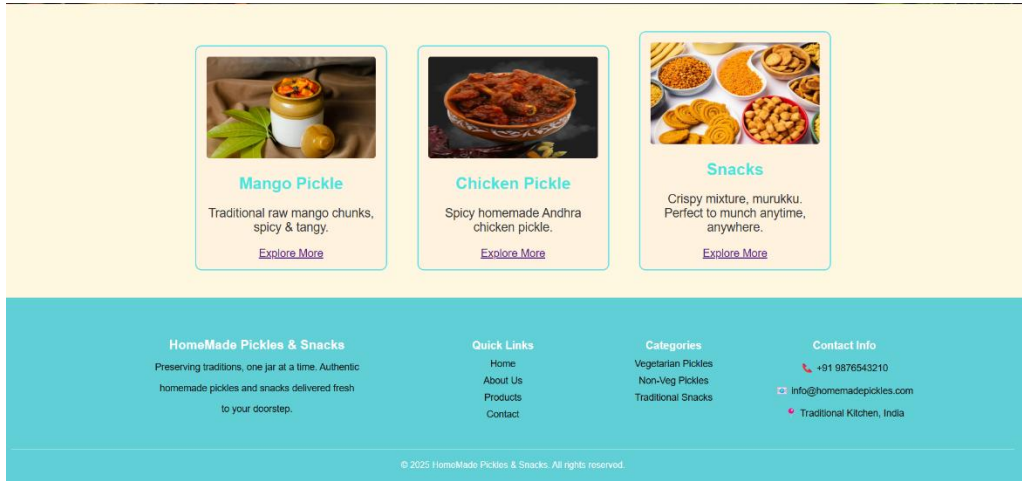 Mango Pickle
Traditional raw mango chunks,
spicy & tangy.
Explore More
Chicken Pickle
Spicy homemade Andhra
chicken pickle.
Explore More
Snacks
Crispy mixture, murukku.
Perfect to munch anytime,
anywhere.
Explore More
HomeMade Pickles & Snacks
Preserving traditions, one jar at a time. Authentic
homemade pickles and snacks delivered fresh
to your doorstep.
Quick Links
Home
About Us
Products
Contact
Categories
Vegetarian Pickles
Non-Veg Pickles
Traditional Snacks
Contact Info
+91 9876543210
info@homemadepickles.com
Traditional Kitchen, India
© 2025 HomeMade Pickles & Snacks. All rights reserved.